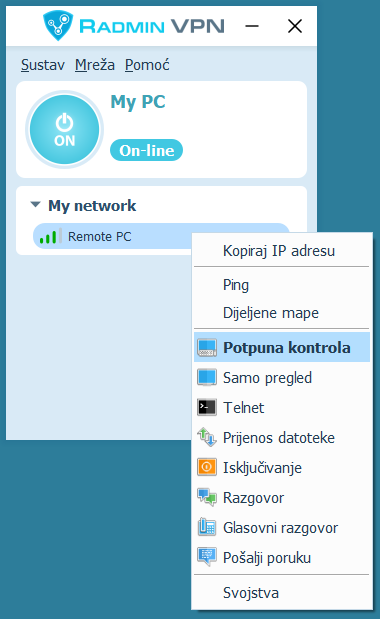 RADMIN VPN
Sustav Mreža Pomoć
My PC
ON
On-line
My network
Remote PC
Kopiraj IP adresu
Ping
Dijeljene mape
Potpuna kontrola
Samo pregled
Telnet
Prijenos datoteke
Isključivanje
Razgovor
Glasovni razgovor
Pošalji poruku
Svojstva